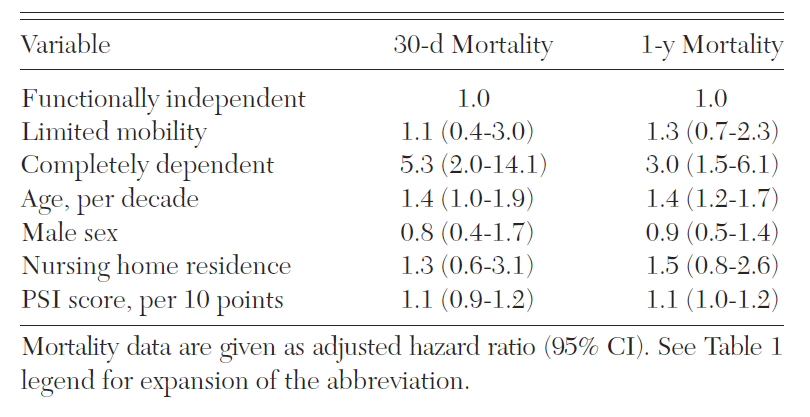 Variable 30-d Mortality 1-y Mortality
Functionally independent 1.0 1.0
Limited mobility 1.1 (0.4-3.0) 1.3 (0.7-2.3)
Completely dependent 5.3 (2.0-14.1) 3.0 (1.5-6.1)
Age, per decade 1.4 (1.0-1.9) 1.4 (1.2-1.7)
Male sex 0.8 (0.4-1.7) 0.9 (0.5-1.4)
Nursing home residence 1.3 (0.6-3.1) 1.5 (0.8-2.6)
PSI score, per 10 points 1.1 (0.9-1.2) 1.1 (1.0-1.2)
Mortality data are given as adjusted hazard ratio (95% CI). See Table 1
legend for expansion of the abbreviation.